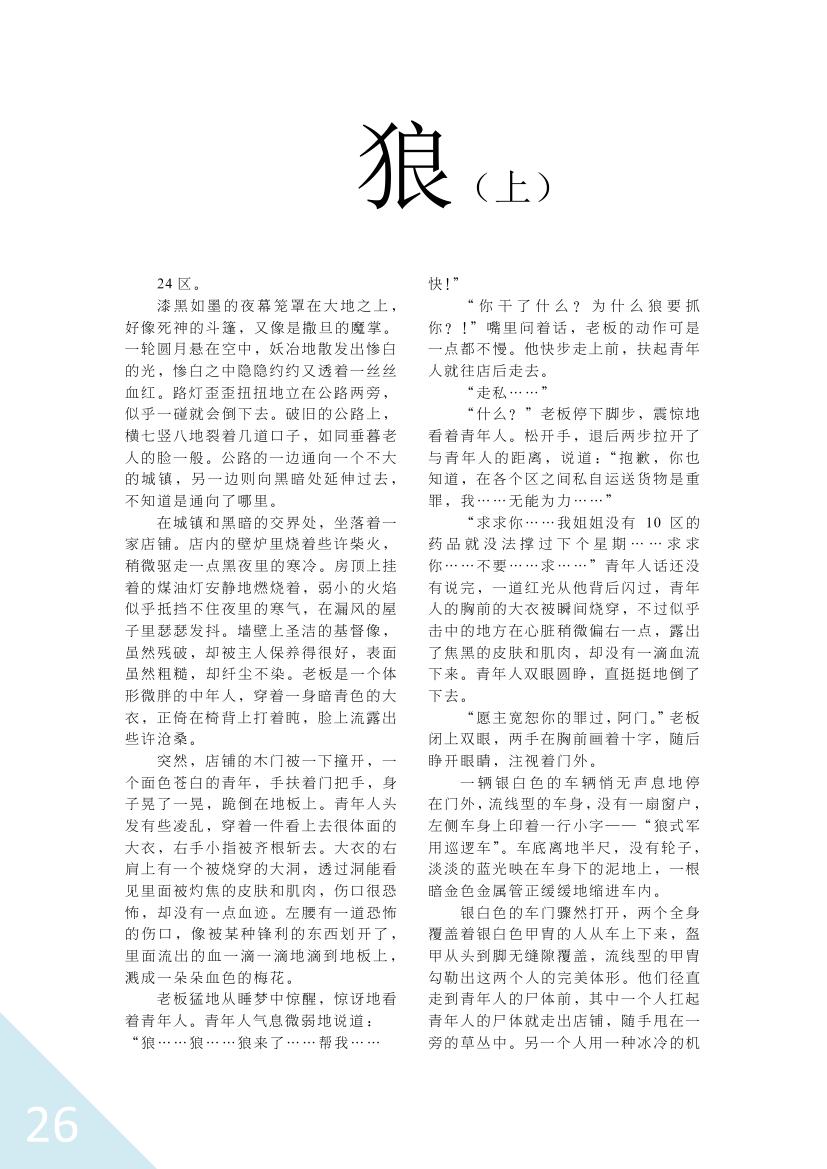 狼（上）
24 区。
漆黑如墨的夜幕笼罩在大地之上，
好像死神的斗篷，又像是撒旦的魔掌。
一轮圆月悬在空中，妖冶地散发出惨白
的光，惨白之中隐隐约约又透着一丝丝
血红。路灯歪歪扭扭地立在公路两旁，
似乎一碰就会倒下去。破旧的公路上，
横七竖八地裂着几道口子，如同垂暮老
人的脸一般。公路的一边通向一个不大
的城镇，另一边则向黑暗处延伸过去，
不知道是通向了哪里。
在城镇和黑暗的交界处，坐落着一
家店铺。店内的壁炉里烧着些许柴火，
稍微驱走一点黑夜里的寒冷。房顶上挂
着的煤油灯安静地燃烧着，弱小的火焰
似乎抵挡不住夜里的寒气，在漏风的屋
子里瑟瑟发抖。墙壁上圣洁的基督像，
虽然残破，却被主人保养得很好，表面
虽然粗糙，却纤尘不染。老板是一个体
形微胖的中年人，穿着一身暗青色的大
衣，正倚在椅背上打着盹，脸上流露出
些许沧桑。
突然，店铺的木门被一下撞开，一
个面色苍白的青年，手扶着门把手，身
子晃了一晃，跪倒在地板上。青年人头
发有些凌乱，穿着一件看上去很体面的
大衣，右手小指被齐根斩去。大衣的右
肩上有一个被烧穿的大洞，透过洞能看
见里面被灼焦的皮肤和肌肉，伤口很恐
怖，却没有一点血迹。左腰有一道恐怖
的伤口，像被某种锋利的东西划开了，
里面流出的血一滴一滴地滴到地板上，
溅成一朵朵血色的梅花。
老板猛地从睡梦中惊醒，惊讶地看
着青年人。青年人气息微弱地说道：
“狼……狼……狼来了……帮我……
快！”
“你干了什么？为什么狼要抓
你？！”嘴里问着话，老板的动作可是
一点都不慢。他快步走上前，扶起青年
人就往店后走去。
“走私……”
“什么？”老板停下脚步，震惊地
看着青年人。松开手，退后两步拉开了
与青年人的距离，说道：“抱歉，你也
知道，在各个区之间私自运送货物是重
罪，我……无能为力……”
“求求你……我姐姐没有 10 区的
药品就没法撑过下个星期……求求
你……不要……求……”青年人话还没
有说完，一道红光从他背后闪过，青年
人的胸前的大衣被瞬间烧穿，不过似乎
击中的地方在心脏稍微偏右一点，露出
了焦黑的皮肤和肌肉，却没有一滴血流
下来。青年人双眼圆睁，直挺挺地倒了
下去。
“愿主宽恕你的罪过，阿门。”老板
闭上双眼，两手在胸前画着十字，随后
睁开眼睛，注视着门外。
一辆银白色的车辆悄无声息地停
在门外，流线型的车身，没有一扇窗户，
左侧车身上印着一行小字——“狼式军
用巡逻车”。车底离地半尺，没有轮子，
淡淡的蓝光映在车身下的泥地上，一根
暗金色金属管正缓缓地缩进车内。
银白色的车门骤然打开，两个全身
覆盖着银白色甲胄的人从车上下来，盔
甲从头到脚无缝隙覆盖，流线型的甲胄
勾勒出这两个人的完美体形。他们径直
走到青年人的尸体前，其中一个人扛起
青年人的尸体就走出店铺，随手甩在一
旁的草丛中。另一个人用一种冰冷的机
26